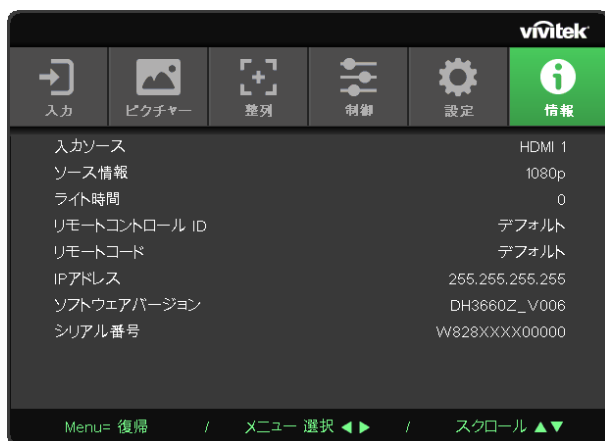 vivitek
入力 ピクチャー 整列 制御 設定 情報
入力ソース HDMI 1
ソース情報 1080p
ライト時間 0
リモートコントロール ID デフォルト
リモートコード デフォルト
IPアドレス 255.255.255.255
ソフトウェアバージョン DH3660Z_V006
シリアル番号 W828XXXX00000
Menu= 復帰 / メニュー 選択 ◀ ▶ / スクロール ▲▼